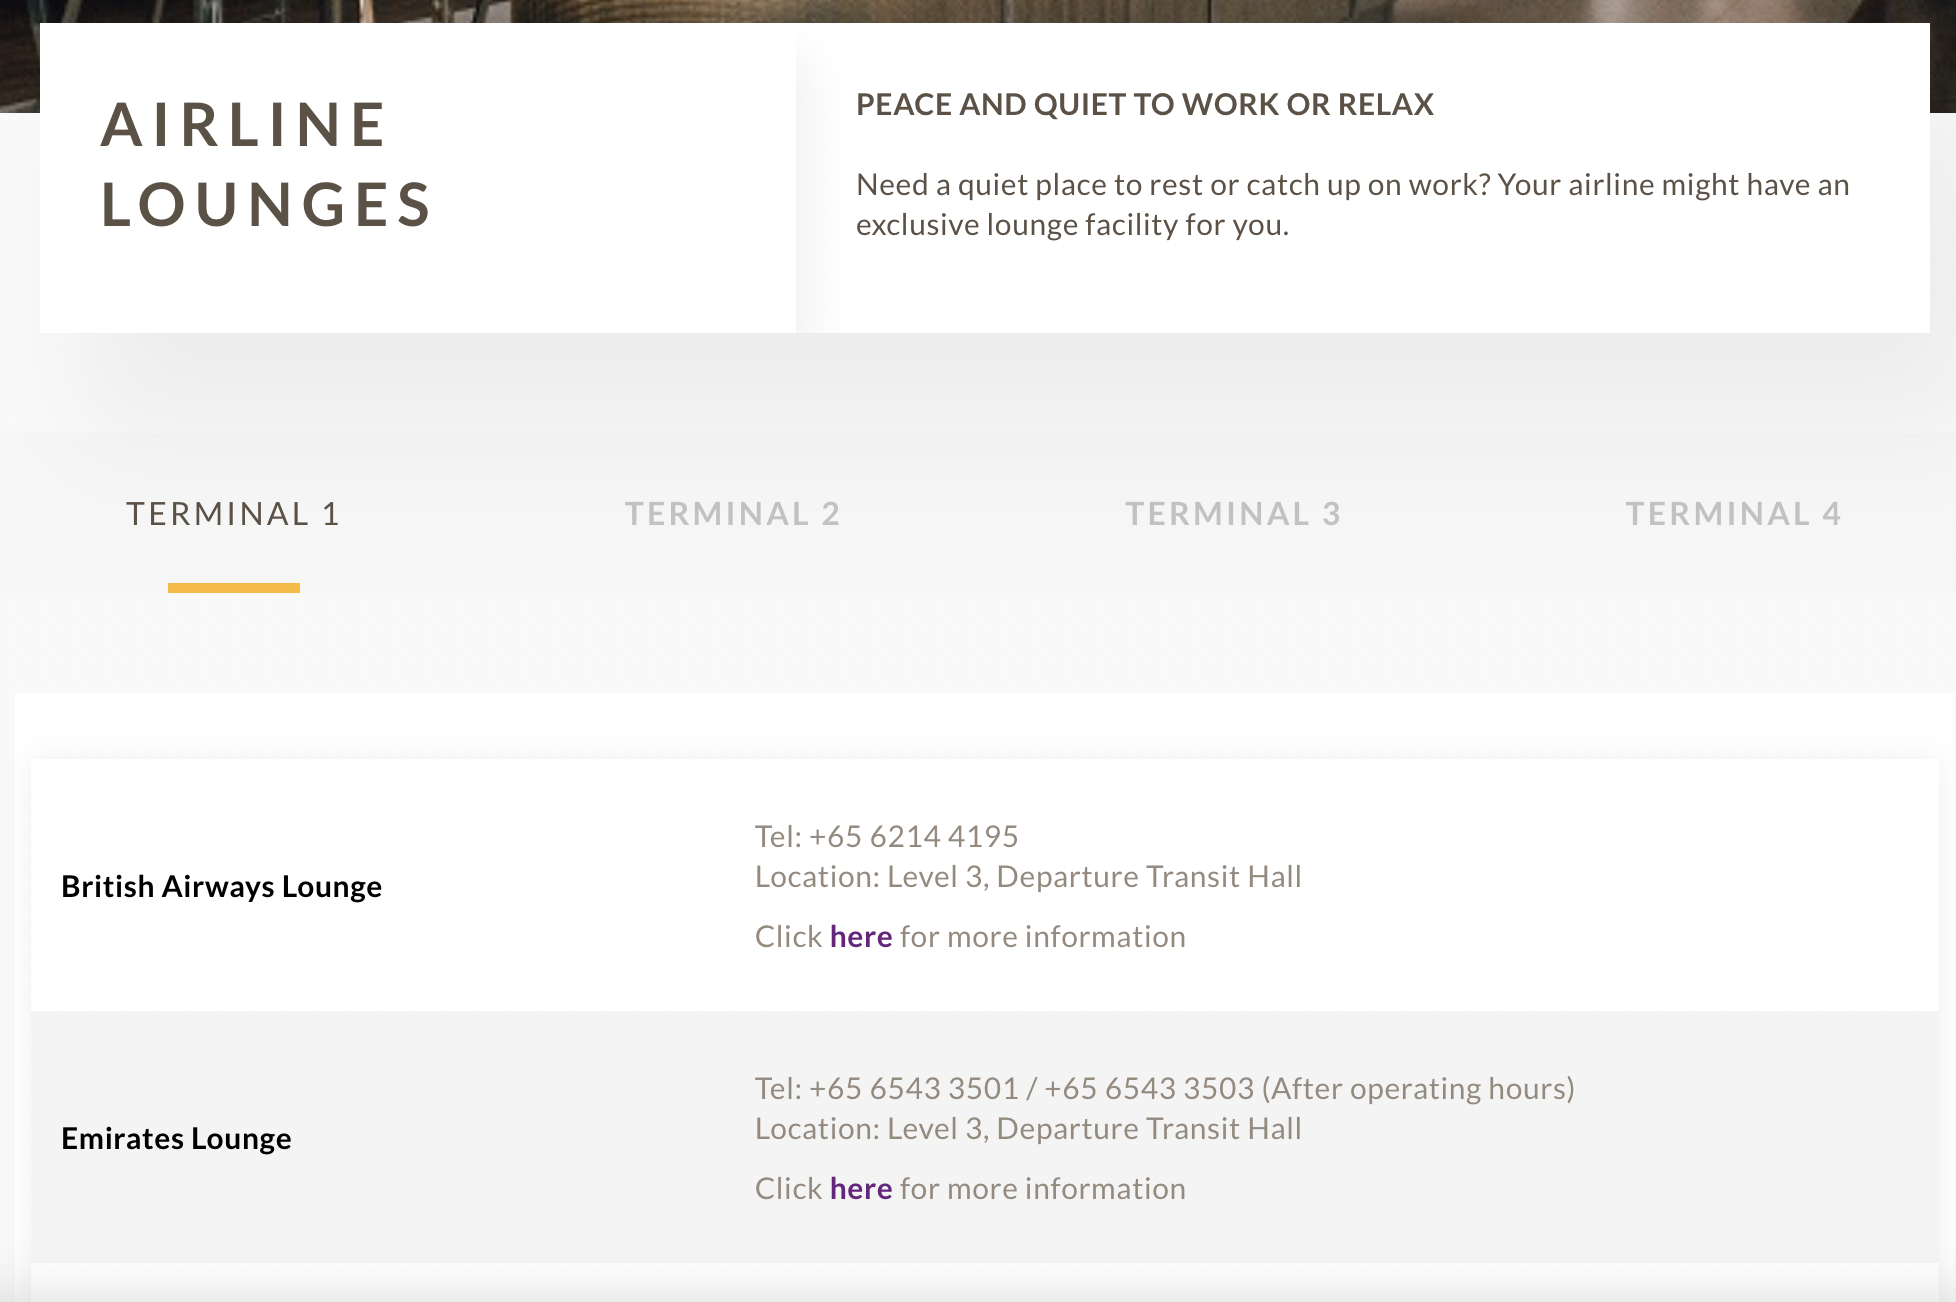 AIRLINE
LOUNGES
PEACE AND QUIET TO WORK OR RELAX
Need a quiet place to rest or catch up on work? Your airline might have an
exclusive lounge facility for you.
TERMINAL 1
TERMINAL 2
TERMINAL 3
TERMINAL 4
British Airways Lounge
Tel: +65 6214 4195
Location: Level 3, Departure Transit Hall
Click here for more information
Emirates Lounge
Tel: +65 6543 3501 / +65 6543 3503 (After operating hours)
Location: Level 3, Departure Transit Hall
Click here for more information